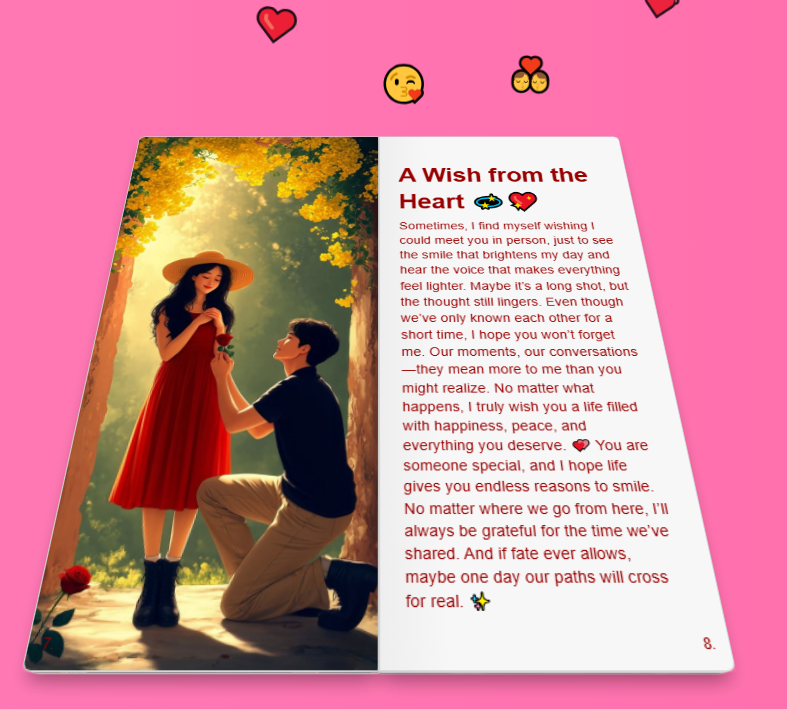 A Wish from the
Heart 💫 💖
Sometimes, I find myself wishing I
could meet you in person, just to see
the smile that brightens my day and
hear the voice that makes everything
feel lighter. Maybe it's a long shot, but
the thought still lingers. Even though
we've only known each other for a
short time, I hope you won't forget
me. Our moments, our conversations
—they mean more to me than you
might realize. No matter what
happens, I truly wish you a life filled
with happiness, peace, and
everything you deserve. 💕 You are
someone special, and I hope life
gives you endless reasons to smile.
No matter where we go from here, I'll
always be grateful for the time we've
shared. And if fate ever allows,
maybe one day our paths will cross
for real. ✨
7
8.